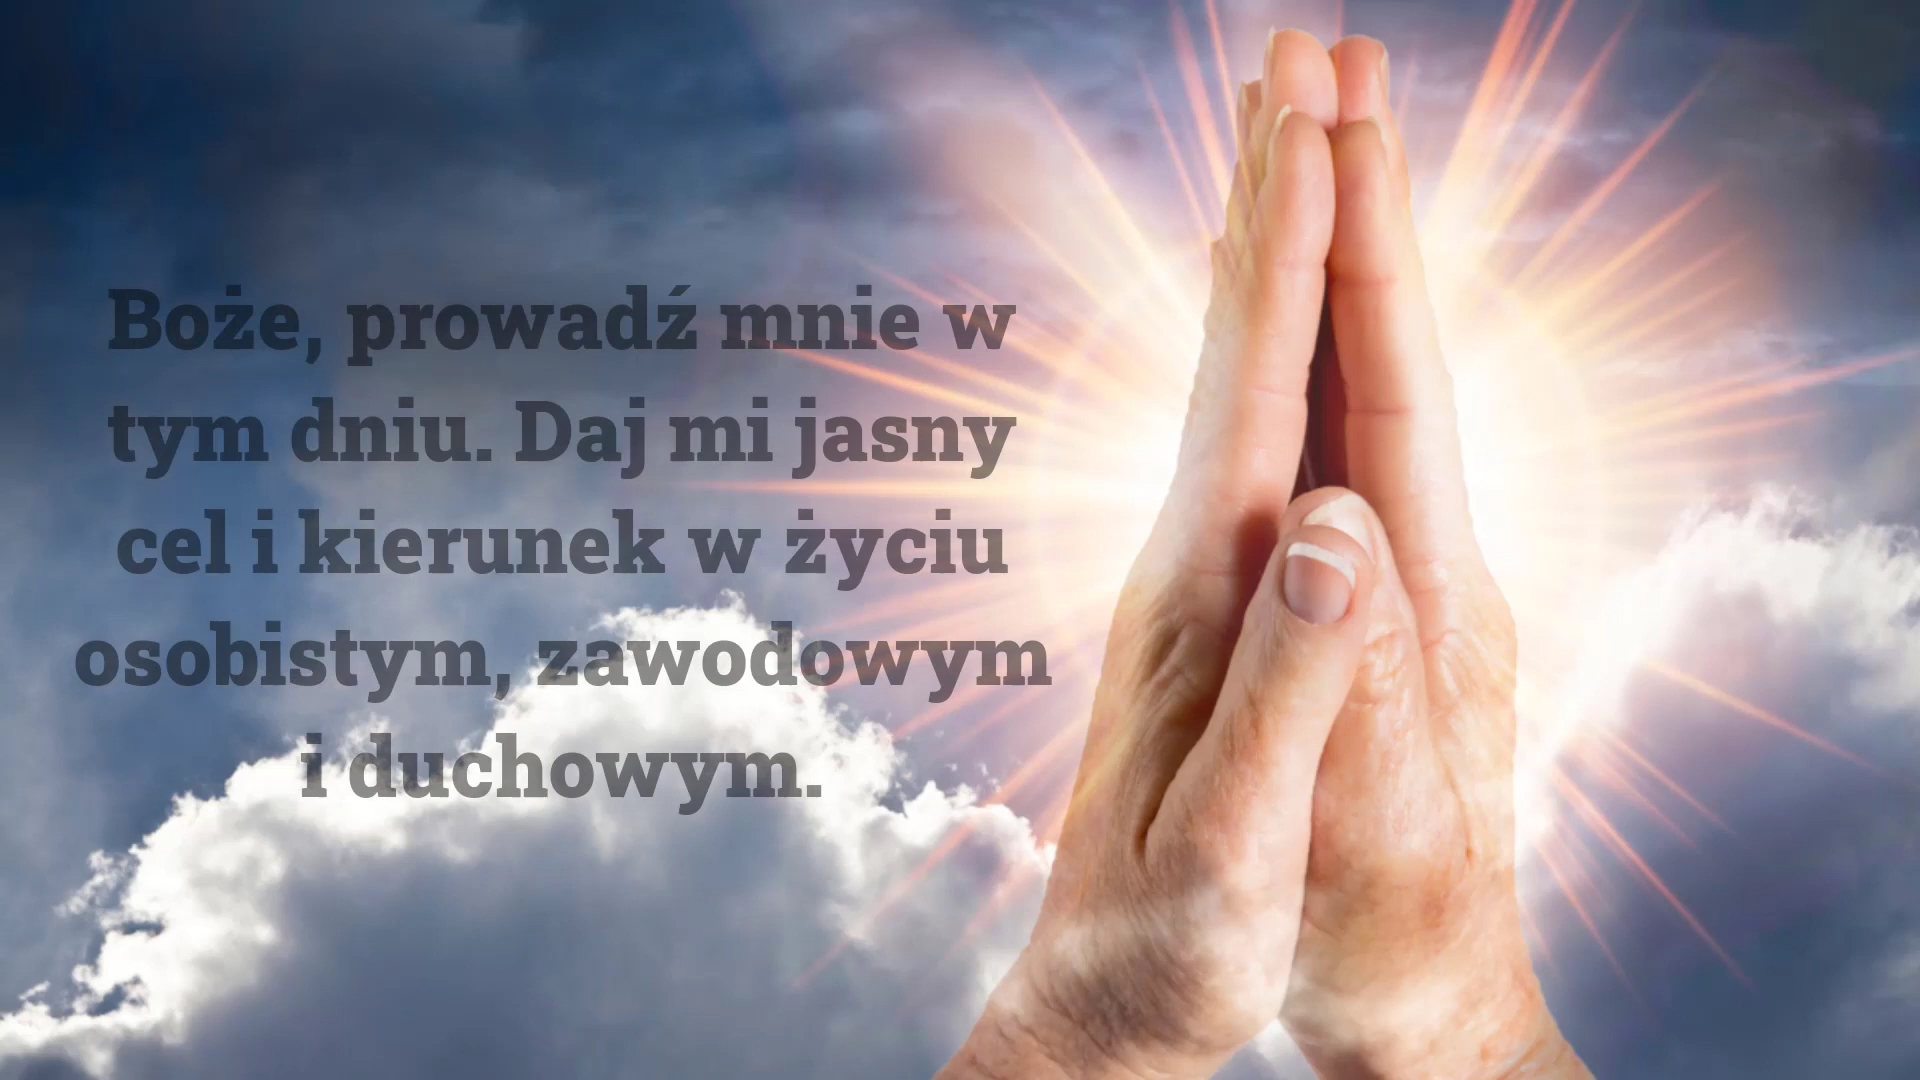 Boże, prowadź mnie w
tym dniu. Daj mi jasny
cel i kierunek w życiu
osobistym, zawodowym
i duchowym.